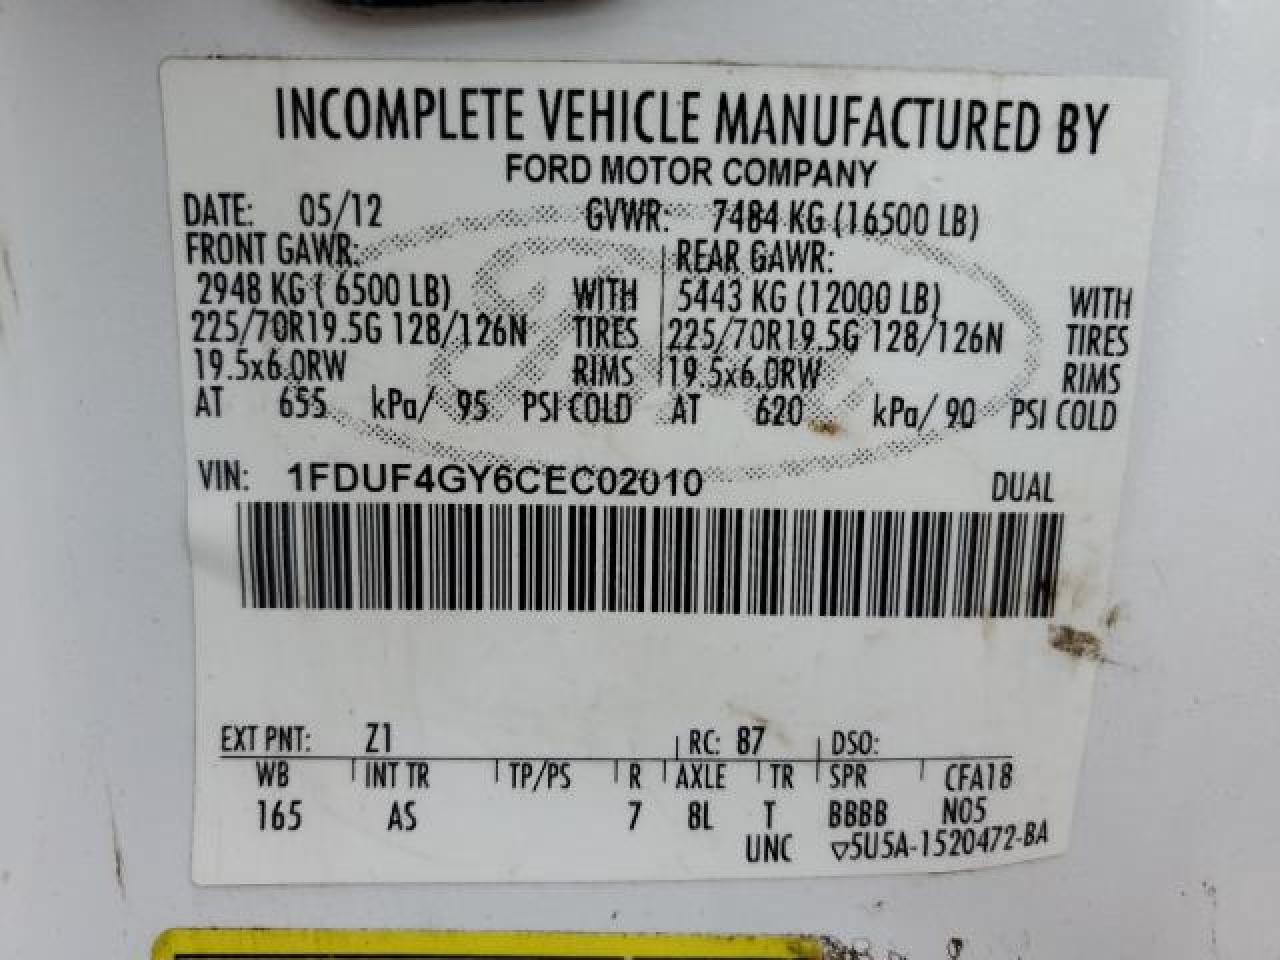 INCOMPLETE VEHICLE MANUFACTURED BY
FORD MOTOR COMPANY
DATE: 05/12 GVWR: 7484 KG (16500 LB)
FRONT GAWR: REAR GAWR:
2948 KG ( 6500 LB) WITH 5443 KG (12000 LB) WITH
225/70R19.5G 128/126N TIRES 225/70R19.5G 128/126N TIRES
19.5x6.0RW RIMS 19.5x6.0RW RIMS
AT 655 kPa/ 95 PSI COLD AT 620 kPa/ 90 PSI COLD
VIN: 1FDUF4GY6CEC02010 DUAL
EXT PNT: Z1 RC: 87 DSO:
WB INT TR TP/PS R AXLE TR SPR CFA18
165 AS 7 8L T BBBB N05
UNC ▽5U5A-1520472-BA